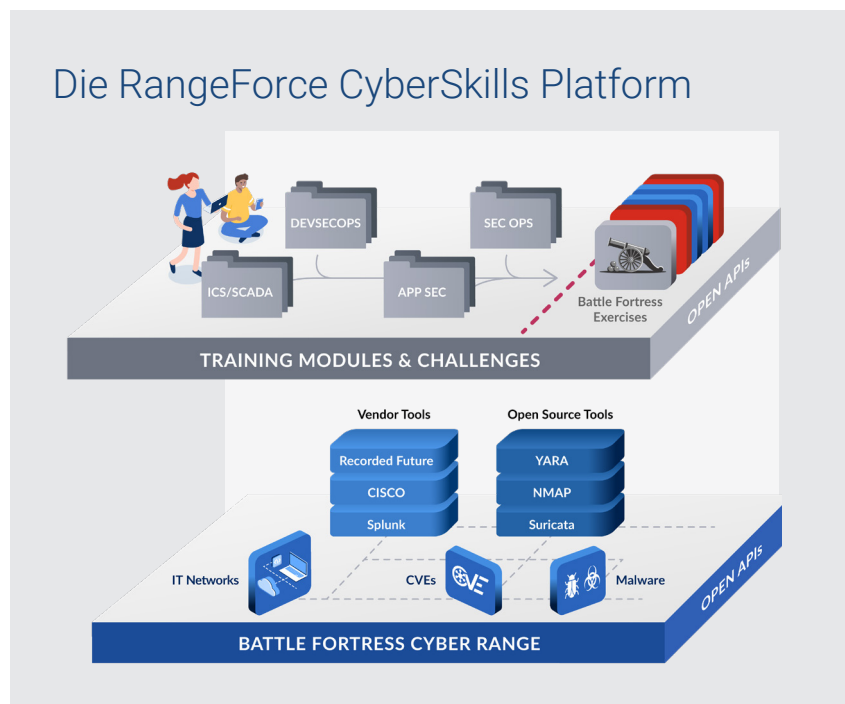 Die RangeForce CyberSkills Platform
DEVSECOPS
SEC OPS
ICS/SCADA
APP SEC
Battle Fortress
Exercises
OPEN APIs
TRAINING MODULES & CHALLENGES
Vendor Tools
Open Source Tools
Recorded Future
YARA
CISCO
NMAP
Splunk
Suricata
IT Networks
CVEs
CVE
Malware
OPEN APIs
BATTLE FORTRESS CYBER RANGE